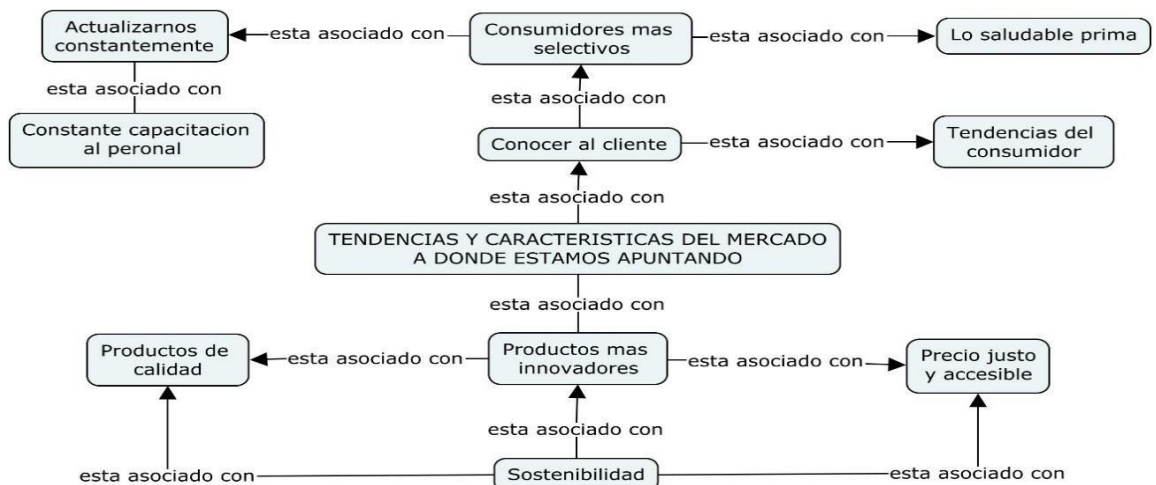 Actualizarnos
constantemente
esta asociado con
Consumidores mas
selectivos
esta asociado con
Lo saludable prima
esta asociado con
esta asociado con
Constante capacitacion
al peronal
Conocer al cliente
esta asociado con
Tendencias del
consumidor
esta asociado con
TENDENCIAS Y CARACTERISTICAS DEL MERCADO
A DONDE ESTAMOS APUNTANDO
esta asociado con
Productos de
calidad
esta asociado con
Productos mas
innovadores
esta asociado con
Precio justo
y accesible
esta asociado con
esta asociado con
Sostenibilidad
esta asociado con